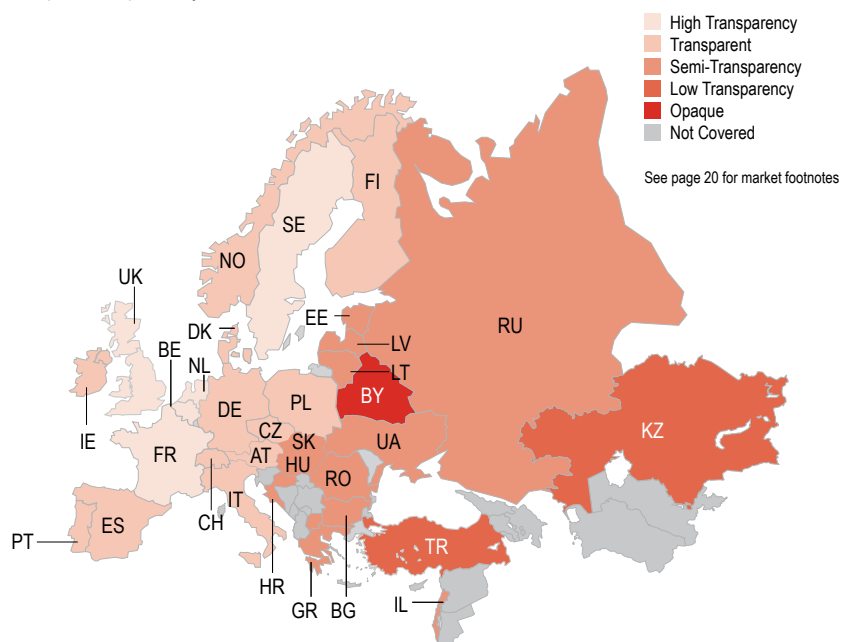 High Transparency
Transparent
Semi-Transparency
Low Transparency
Opaque
Not Covered
See page 20 for market footnotes
FI
SE
NO
UK
RU
EE
DK
LV
BE
NL
LT
BY
DE
PL
CZ
KZ
IE
FR
SK
UA
AT
HU
RO
IT
ES
CH
PT
TR
HR
GR
BG
IL